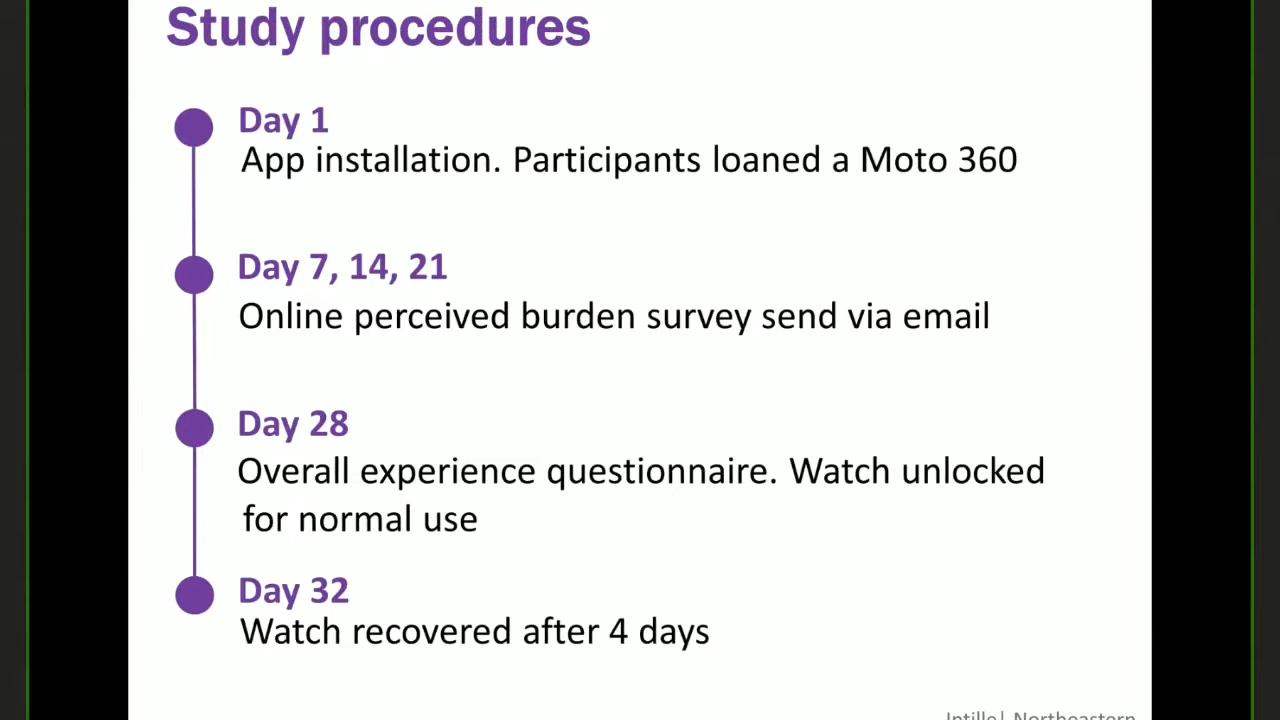 Study procedures
Day 1
App installation. Participants loaned a Moto 360
Day 7, 14, 21
Online perceived burden survey send via email
Day 28
Overall experience questionnaire. Watch unlocked
for normal use
Day 32
Watch recovered after 4 days
Intille| Northeastern